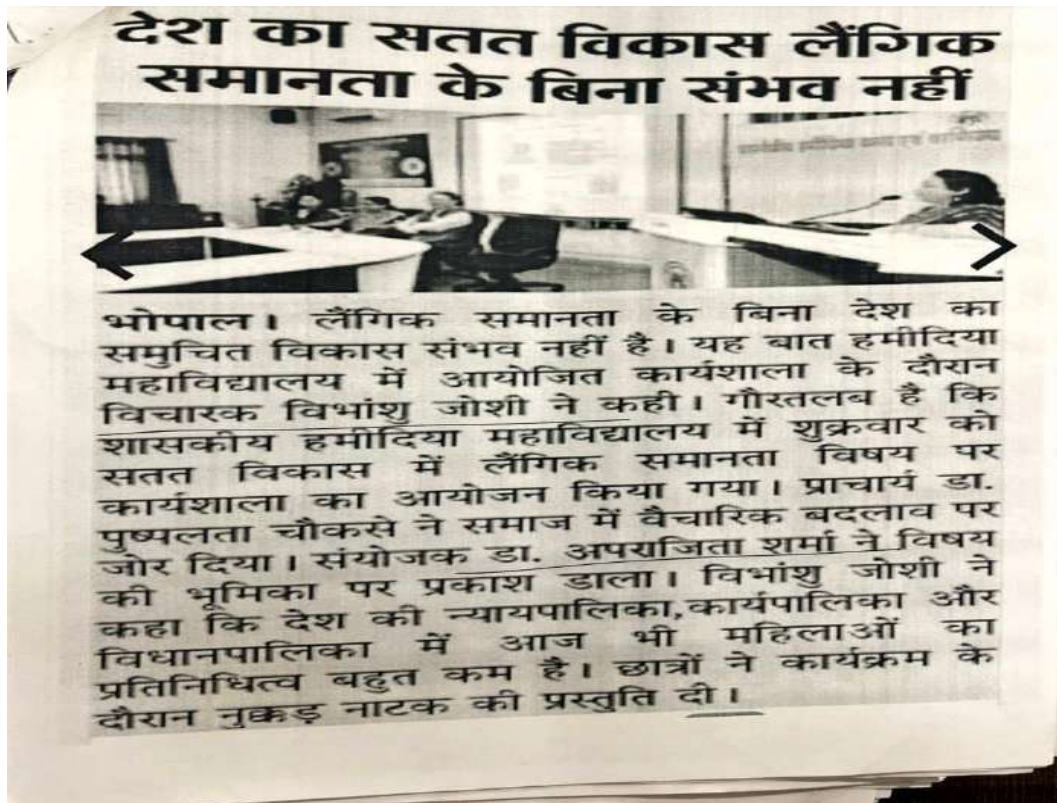 देश का सतत विकास लैंगिक
समानता के बिना संभव नहीं
भोपाल। लैंगिक समानता के बिना देश का
समुचित विकास संभव नहीं है। यह बात हमीदिया
महाविद्यालय में आयोजित कार्यशाला के दौरान
विचारक विभांशु जोशी ने कही। गौरतलब है कि
शासकीय हमीदिया महाविद्यालय में शुक्रवार को
सतत विकास में लैंगिक समानता विषय पर
कार्यशाला का आयोजन किया गया। प्राचार्य डा.
पुष्पलता चौकसे ने समाज में वैचारिक बदलाव पर
जोर दिया। संयोजक डा. अपराजिता शर्मा ने विषय
की भूमिका पर प्रकाश डाला। विभांशु जोशी ने
कहा कि देश की न्यायपालिका,कार्यपालिका और
विधानपालिका में आज भी महिलाओं का
प्रतिनिधित्व बहुत कम है। छात्रों ने कार्यक्रम के
दौरान नुक्कड़ नाटक की प्रस्तुति दी।